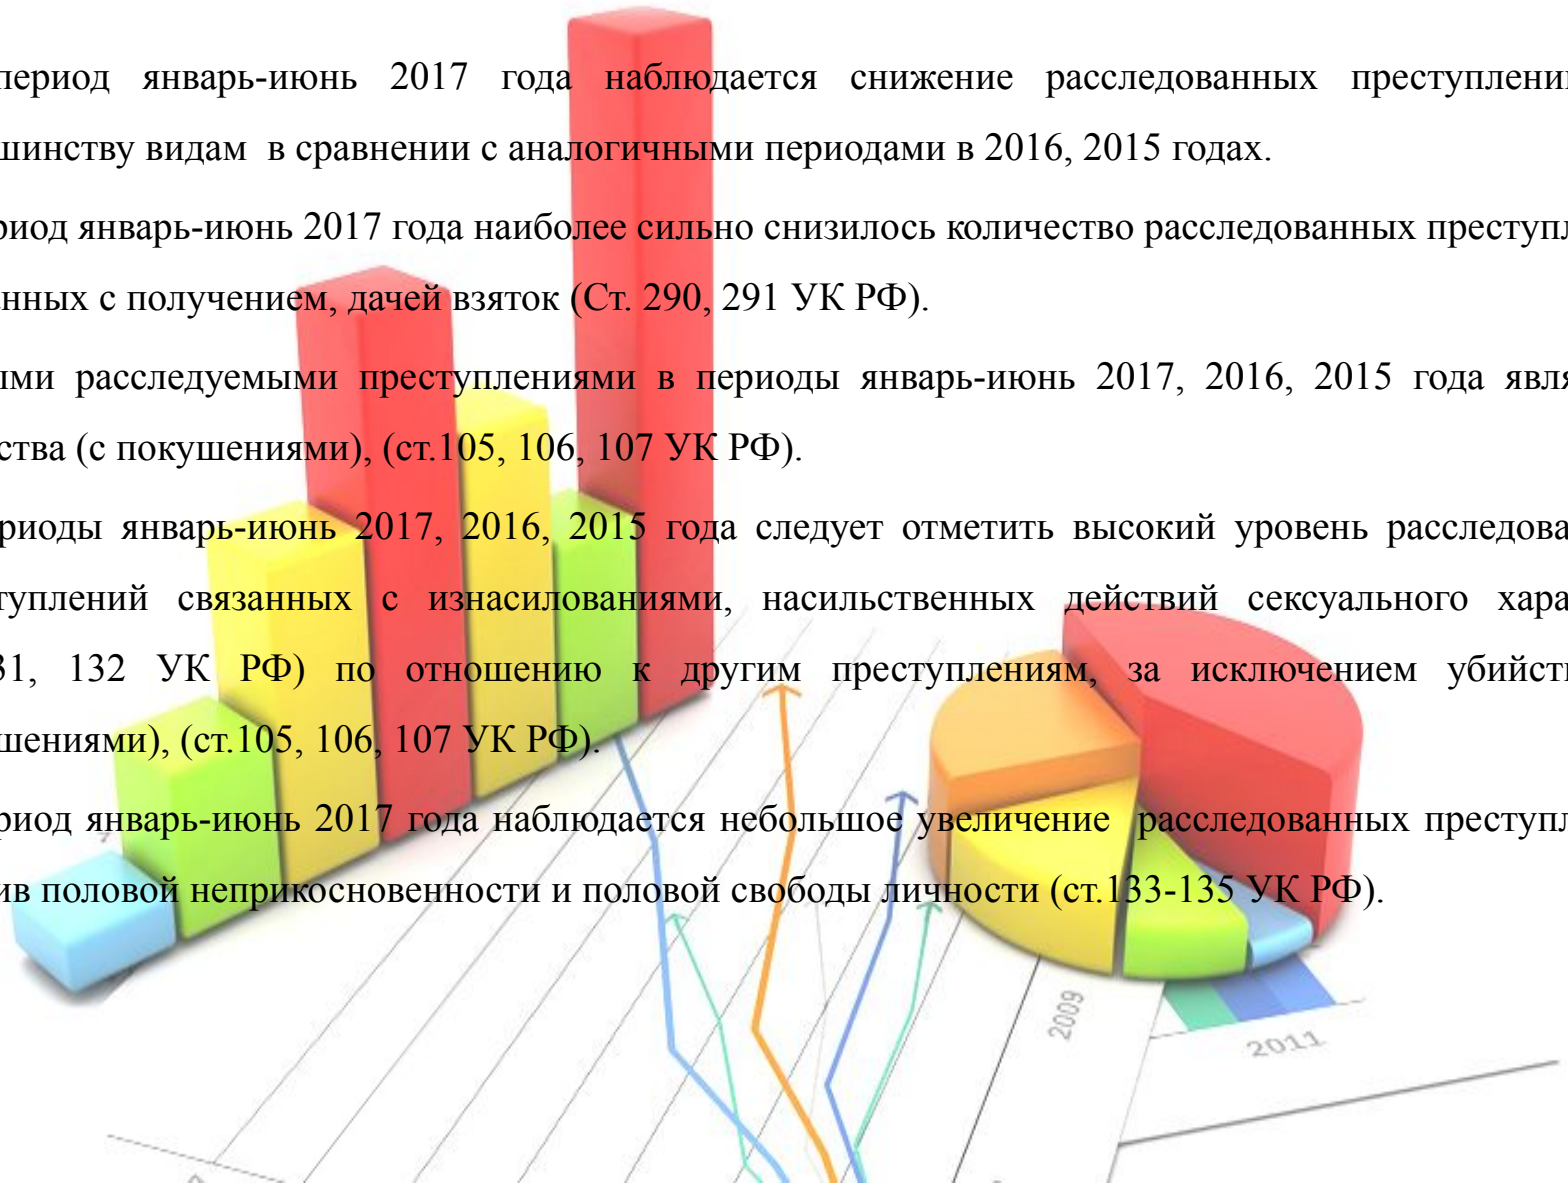 период январь-июнь 2017 года наблюдается снижение расследованных преступлени
шинству видам в сравнении с аналогичными периодами в 2016, 2015 годах.
риод январь-июнь 2017 года наиболее сильно снизилось количество расследованных преступл
нных с получением, дачей взяток (Ст. 290, 291 УК РФ).
ыми расследуемыми преступлениями в периоды январь-июнь 2017, 2016, 2015 года явля
ства (с покушениями), (ст.105, 106, 107 УК РФ).
риоды январь-июнь 2017, 2016, 2015 года следует отметить высокий уровень расследова
туплений связанных с изнасилованиями, насильственных действий сексуального хара
31, 132 УК РФ) по отношению к другим преступлениям, за исключением убийст
шениями), (ст.105, 106, 107 УК РФ).
риод январь-июнь 2017 года наблюдается небольшое увеличение расследованных преступл
ив половой неприкосновенности и половой свободы личности (ст.133-135 УК РФ).
2009
2011